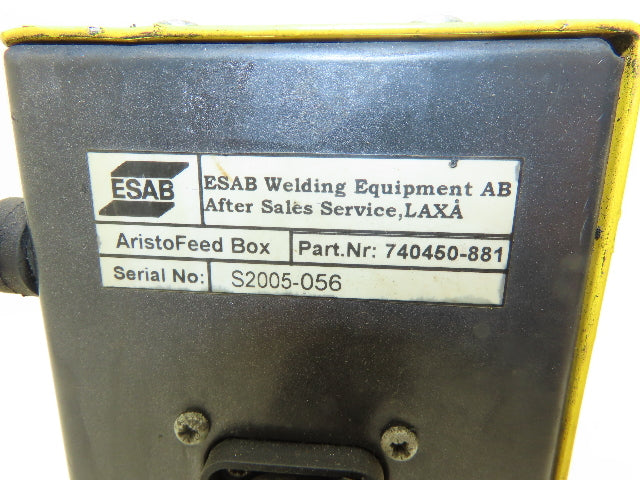 ESAB
ESAB Welding Equipment AB
After Sales Service,LAXÅ
AristoFeed Box
Part.Nr: 740450-881
Serial No:
S2005-056